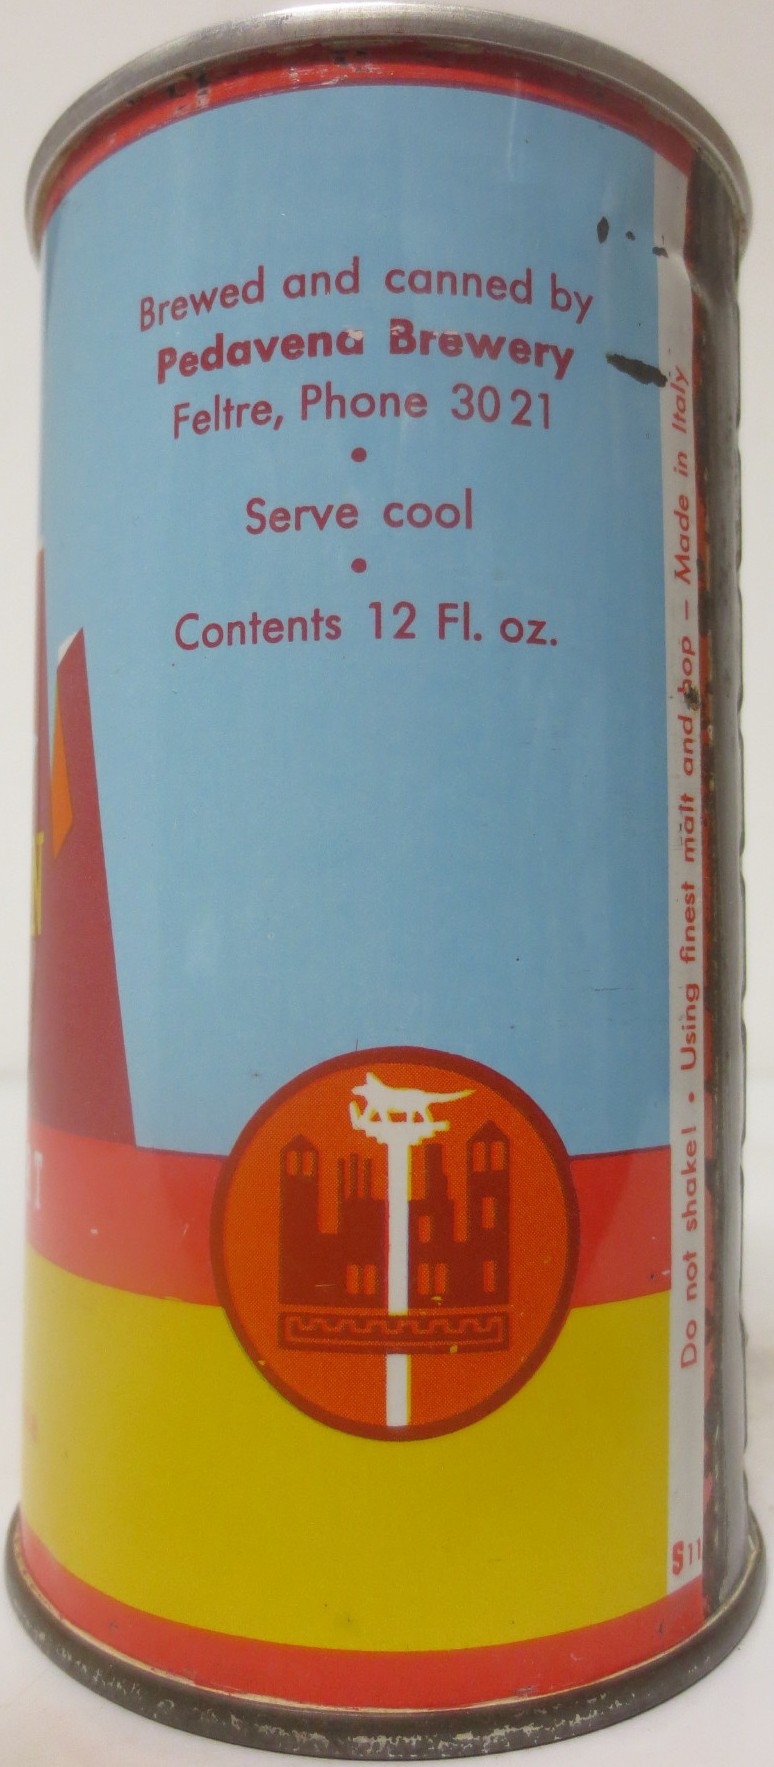 Brewed and canned by
Pedavena Brewery
Feltre, Phone 3021
•
Serve cool
•
Contents 12 Fl. oz.
Do not shake! • Using finest malt and hop – Made in Italy
S11